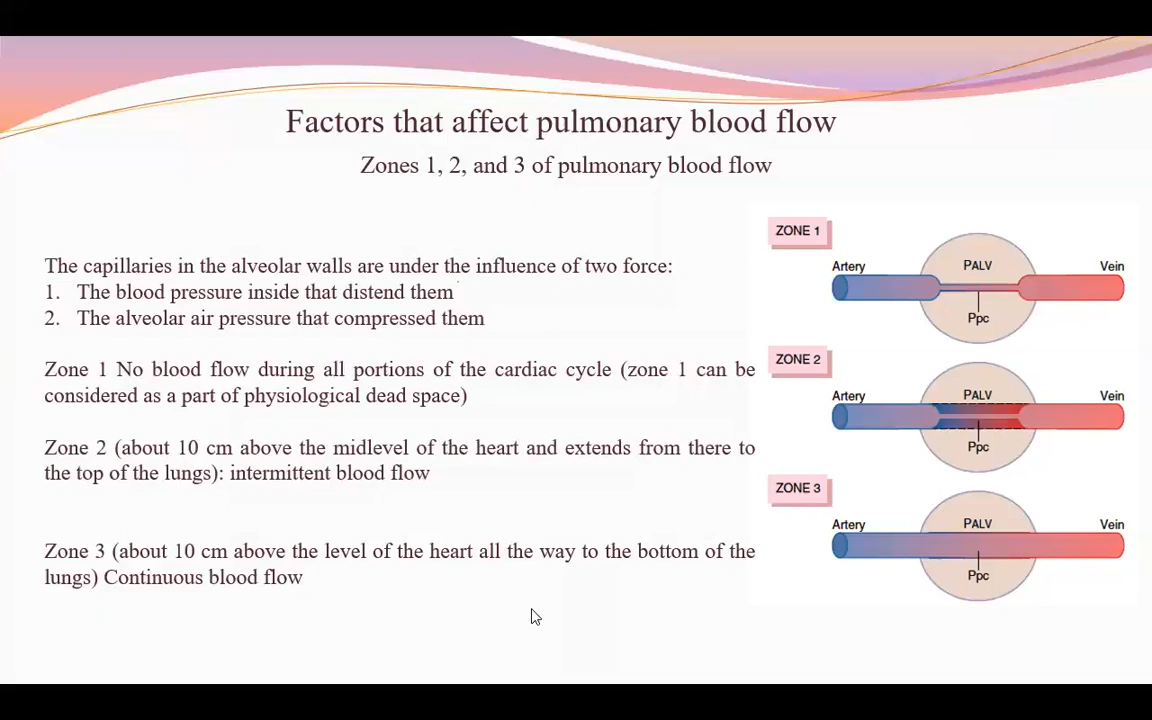 Factors that affect pulmonary blood flow
Zones 1, 2, and 3 of pulmonary blood flow
The capillaries in the alveolar walls are under the influence of two force:
1. The blood pressure inside that distend them
2. The alveolar air pressure that compressed them
Zone 1 No blood flow during all portions of the cardiac cycle (zone 1 can be
considered as a part of physiological dead space)
Zone 2 (about 10 cm above the midlevel of the heart and extends from there to
the top of the lungs): intermittent blood flow
Zone 3 (about 10 cm above the level of the heart all the way to the bottom of the
lungs) Continuous blood flow
ZONE 1
Artery
PALV
Vein
Ppc
ZONE 2
Artery
PALV
Vein
Ppc
ZONE 3
Artery
PALV
Vein
Ppc